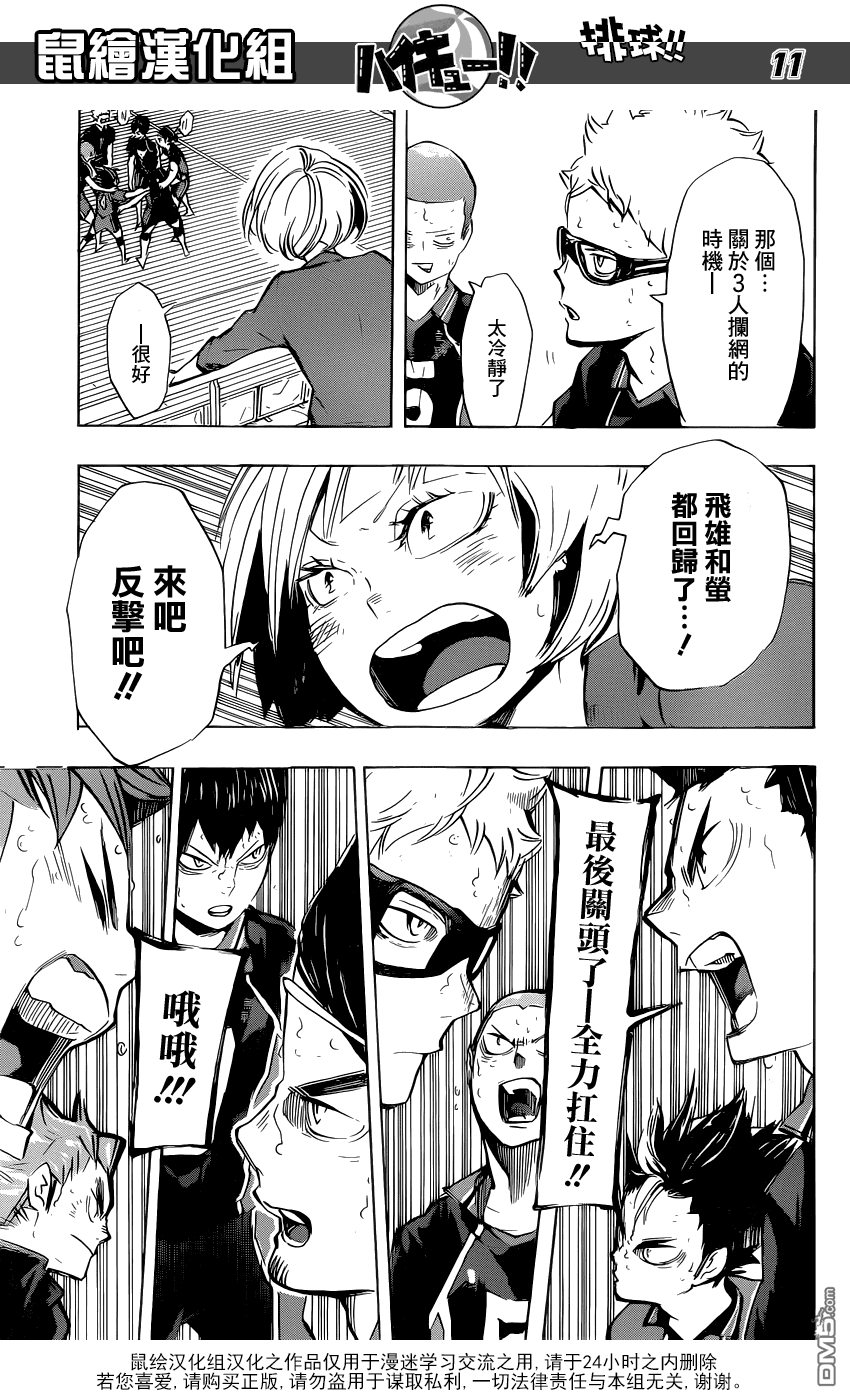 鼠繪漢化組
ハイキュー!!
排球!!
11
那個…
關於3人攔網的
時機—
太冷靜了
—很好
飛雄和螢
都回歸了…!
來吧
反擊吧!!
最後關頭了—全力扛住!!
哦哦!!!
鼠绘汉化组汉化之作品仅用于漫迷学习交流之用, 请于24小时之内删除
若您喜爱, 请购买正版, 请勿盗用于谋取私利, 一切法律责任与本组无关, 谢谢。
DM5.com